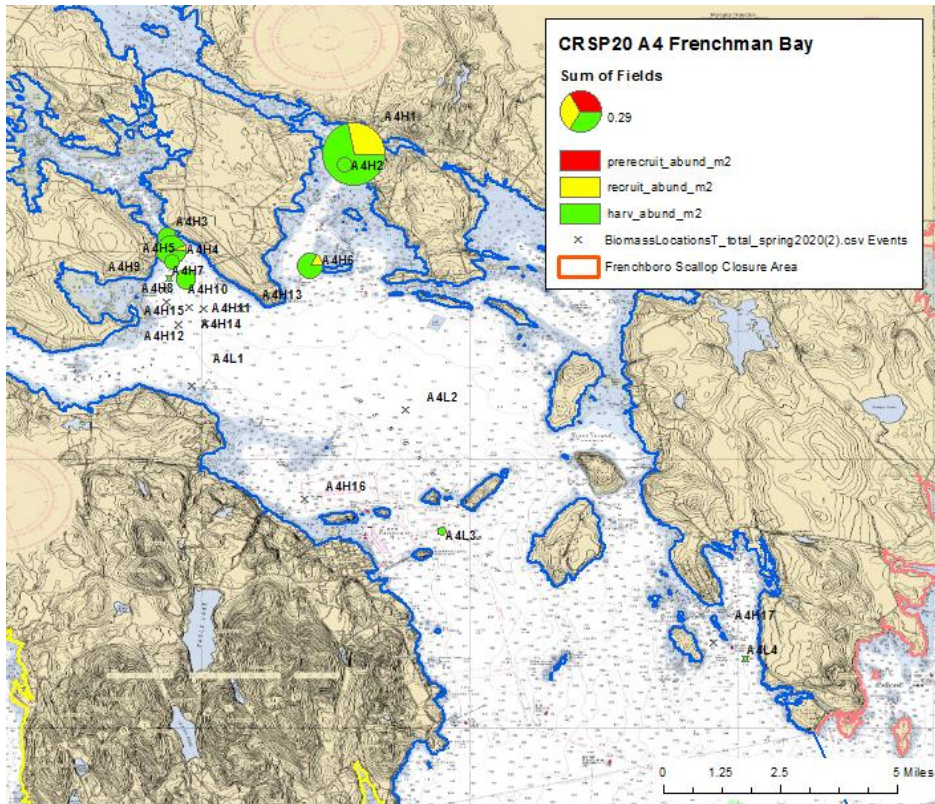 CRSP20 A4 Frenchman Bay
Sum of Fields
0.29
prerecruit_abund_m2
recruit_abund_m2
harv_abund_m2
BiomassLocationsT_total_spring2020(2).csv Events
Frenchboro Scallop Closure Area
A4H1
A4H2
A4H3
A4H5
A4H4
A4H9
A4H7
A4H6
A4H8
A4H10
A4H13
A4H15
A4H11
A4H12
A4H14
A4L1
A4L2
A4H16
A4L3
A4H17
A4L4
0 1.25 2.5 5 Miles